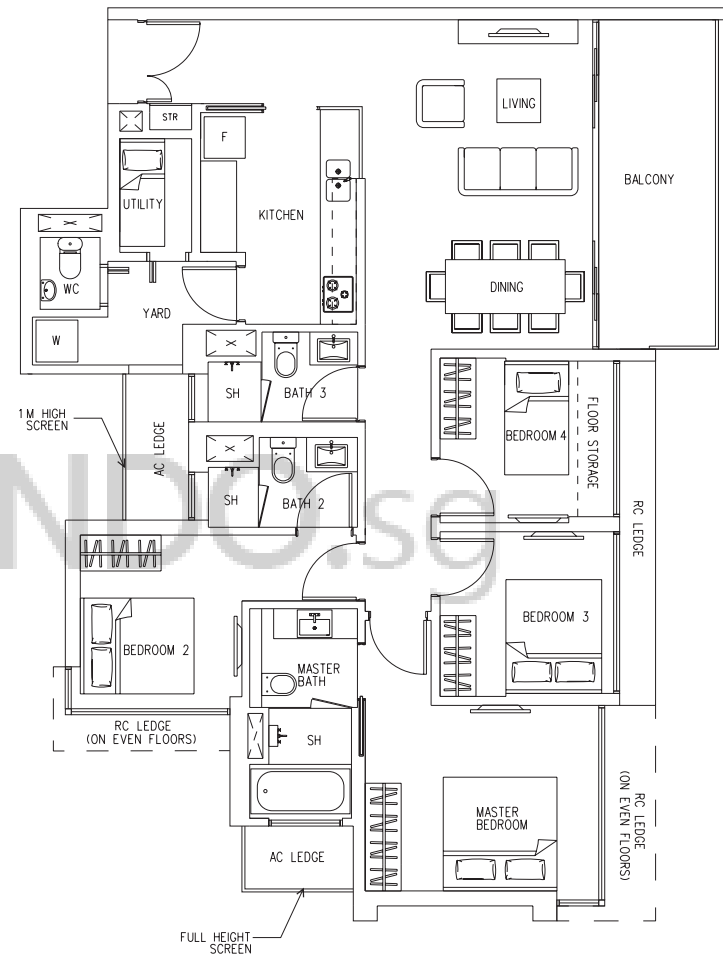 STR
F
LIVING
UTILITY
BALCONY
KITCHEN
WC
DINING
YARD
W
SH
BATH 3
1M HIGH
SCREEN
AC LEDGE
BEDROOM 4
FLOOR STORAGE
SH
BATH 2
RC LEDGE
NDO.sg
BEDROOM 3
BEDROOM 2
MASTER
BATH
RC LEDGE
(ON EVEN FLOORS)
SH
MASTER
BEDROOM
RC LEDGE
(ON EVEN FLOORS)
AC LEDGE
FULL HEIGHT
SCREEN